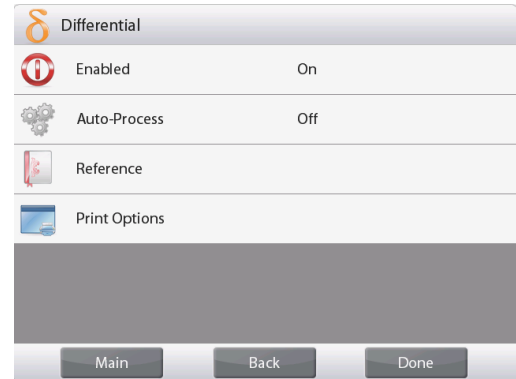 δ Differential
Enabled On
Auto-Process Off
Reference
Print Options
Main Back Done